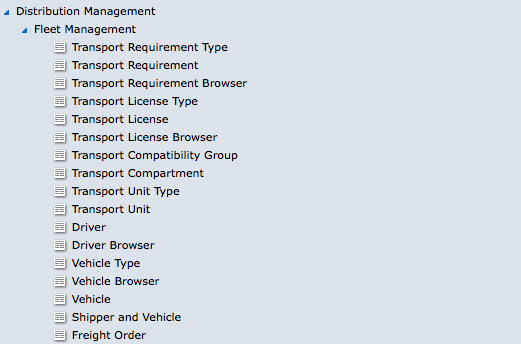 Distribution Management
Fleet Management
Transport Requirement Type
Transport Requirement
Transport Requirement Browser
Transport License Type
Transport License
Transport License Browser
Transport Compatibility Group
Transport Compartment
Transport Unit Type
Transport Unit
Driver
Driver Browser
Vehicle Type
Vehicle Browser
Vehicle
Shipper and Vehicle
Freight Order